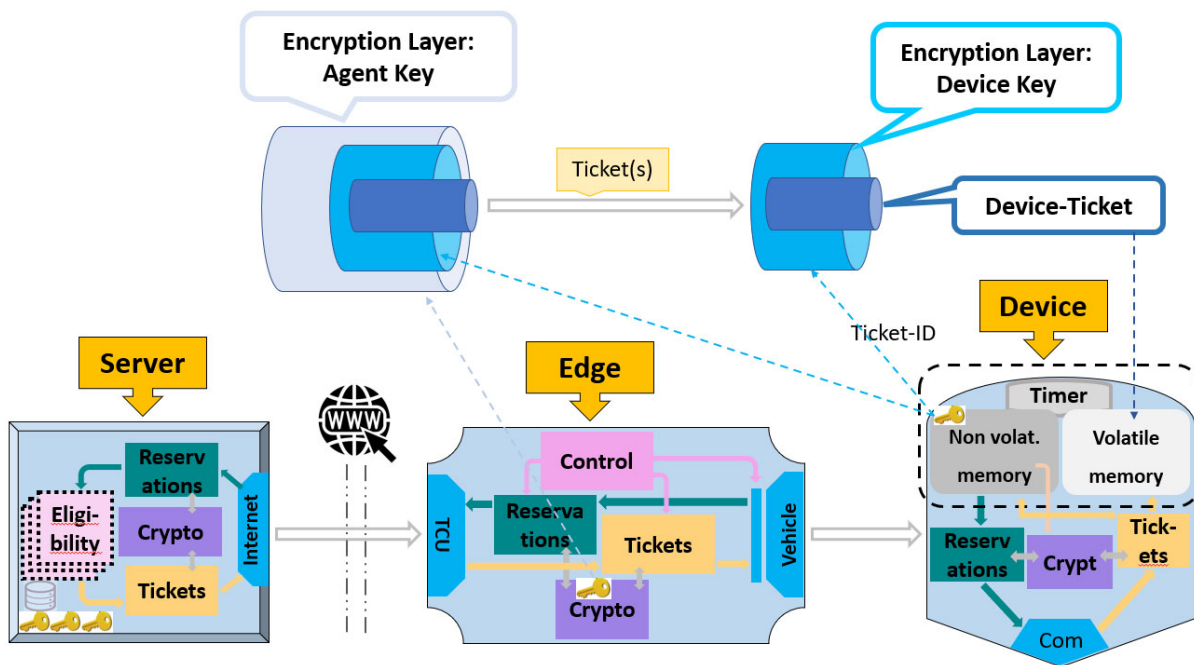 Encryption Layer:
Agent Key
Encryption Layer:
Device Key
Ticket(s)
Device-Ticket
Ticket-ID
Server
Edge
Device
WWW
Reserv
ations
Eligi-
bility
Crypto
Tickets
Internet
TCU
Control
Reserva
tions
Tickets
Crypto
Vehicle
Timer
Non volat.
memory
Volatile
memory
Reserv
ations
Crypt
Tick-
ets
Com